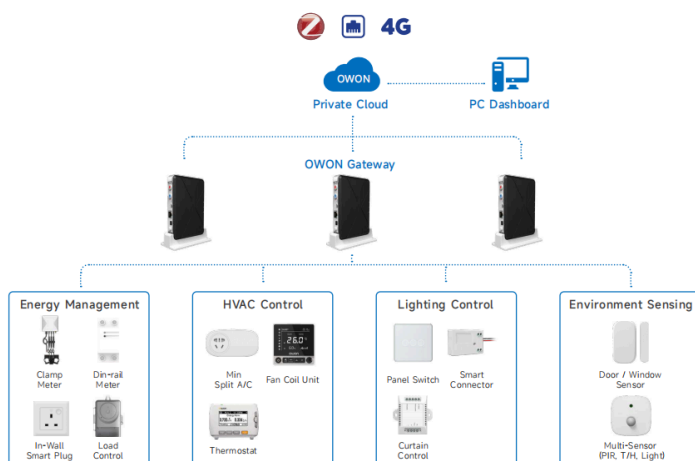 4G
OWON
Private Cloud
PC Dashboard
OWON Gateway
Energy Management
Clamp
Meter
Din-rail
Meter
In-Wall
Smart Plug
Load
Control
HVAC Control
Min
Split A/C
26.0
Fan Coil Unit
Thermostat
Lighting Control
Panel Switch
Smart
Connector
Curtain
Control
Environment Sensing
Door / Window
Sensor
Multi-Sensor
(PIR, T/H, Light)